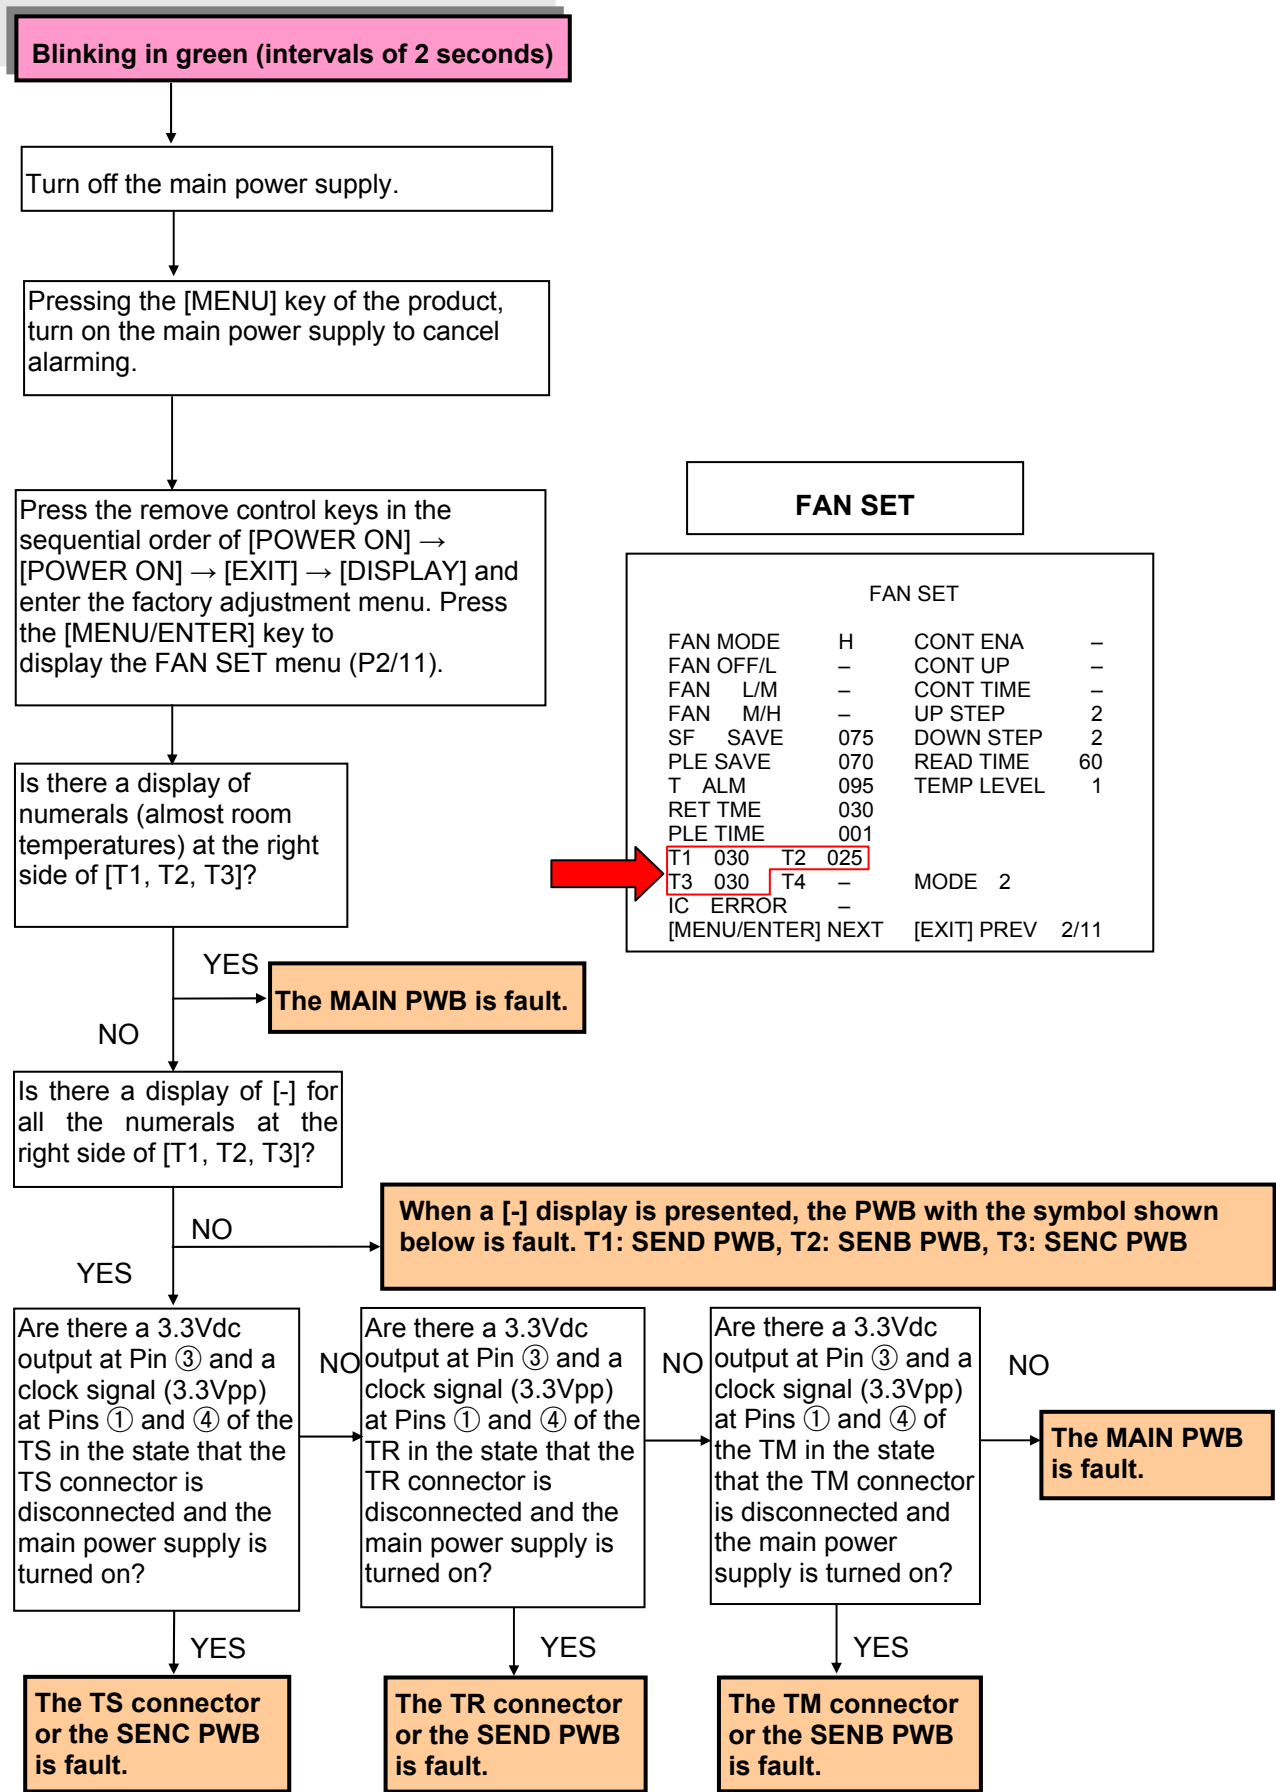 Blinking in green (intervals of 2 seconds)
Turn off the main power supply.
Pressing the [MENU] key of the product,
turn on the main power supply to cancel
alarming.
Press the remove control keys in the
sequential order of [POWER ON] →
[POWER ON] → [EXIT] → [DISPLAY] and
enter the factory adjustment menu. Press
the [MENU/ENTER] key to
display the FAN SET menu (P2/11).
FAN SET
FAN SET
FAN MODE H CONT ENA –
FAN OFF/L – CONT UP –
FAN L/M – CONT TIME –
FAN M/H – UP STEP 2
SF SAVE 075 DOWN STEP 2
PLE SAVE 070 READ TIME 60
T ALM 095 TEMP LEVEL 1
RET TME 030
PLE TIME 001
T1 030 T2 025
T3 030 T4 – MODE 2
IC ERROR –
[MENU/ENTER] NEXT [EXIT] PREV 2/11
Is there a display of
numerals (almost room
temperatures) at the right
side of [T1, T2, T3]?
YES
The MAIN PWB is fault.
NO
Is there a display of [-] for
all the numerals at the
right side of [T1, T2, T3]?
NO
When a [-] display is presented, the PWB with the symbol shown
below is fault. T1: SEND PWB, T2: SENB PWB, T3: SENC PWB
YES
Are there a 3.3Vdc
output at Pin ③ and a
clock signal (3.3Vpp)
at Pins ① and ④ of the
TS in the state that the
TS connector is
disconnected and the
main power supply is
turned on?
NO
Are there a 3.3Vdc
output at Pin ③ and a
clock signal (3.3Vpp)
at Pins ① and ④ of the
TR in the state that the
TR connector is
disconnected and the
main power supply is
turned on?
NO
Are there a 3.3Vdc
output at Pin ③ and a
clock signal (3.3Vpp)
at Pins ① and ④ of
the TM in the state
that the TM connector
is disconnected and
the main power
supply is turned on?
NO
The MAIN PWB
is fault.
YES
The TS connector
or the SENC PWB
is fault.
YES
The TR connector
or the SEND PWB
is fault.
YES
The TM connector
or the SENB PWB
is fault.